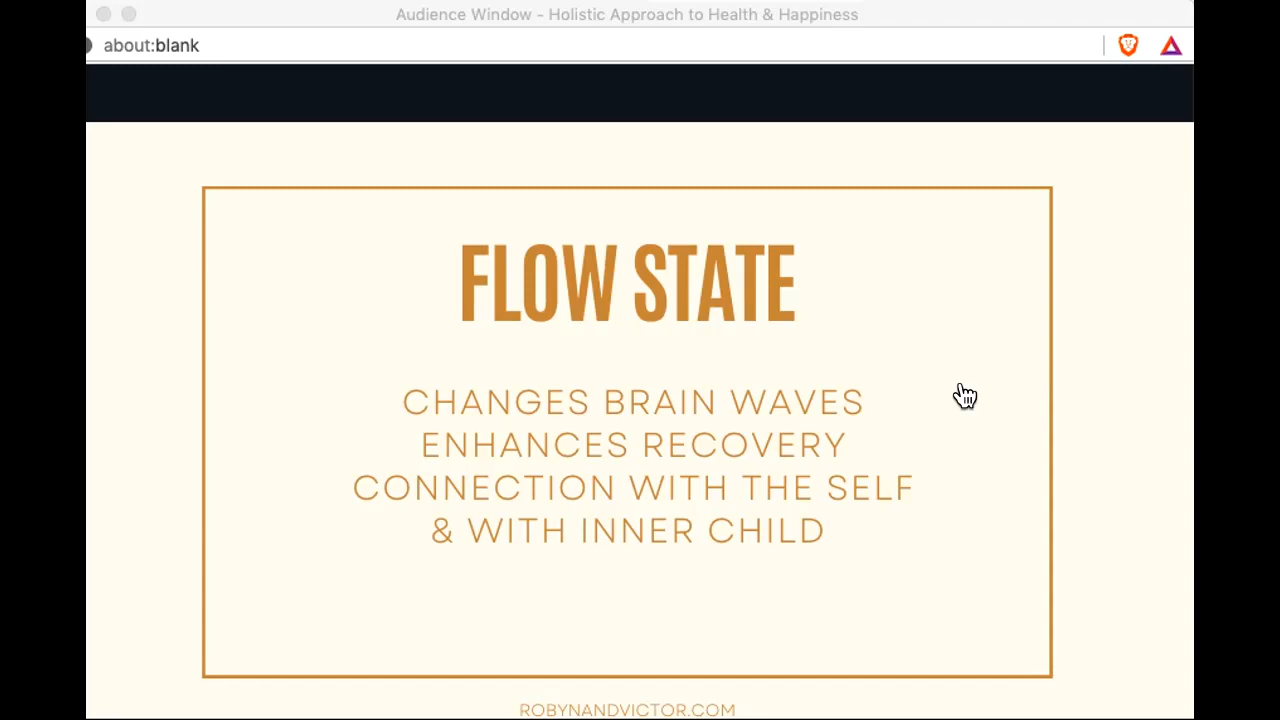 Audience Window - Holistic Approach to Health & Happiness
about:blank
FLOW STATE
CHANGES BRAIN WAVES
ENHANCES RECOVERY
CONNECTION WITH THE SELF
& WITH INNER CHILD
ROBYNANDVICTOR.COM